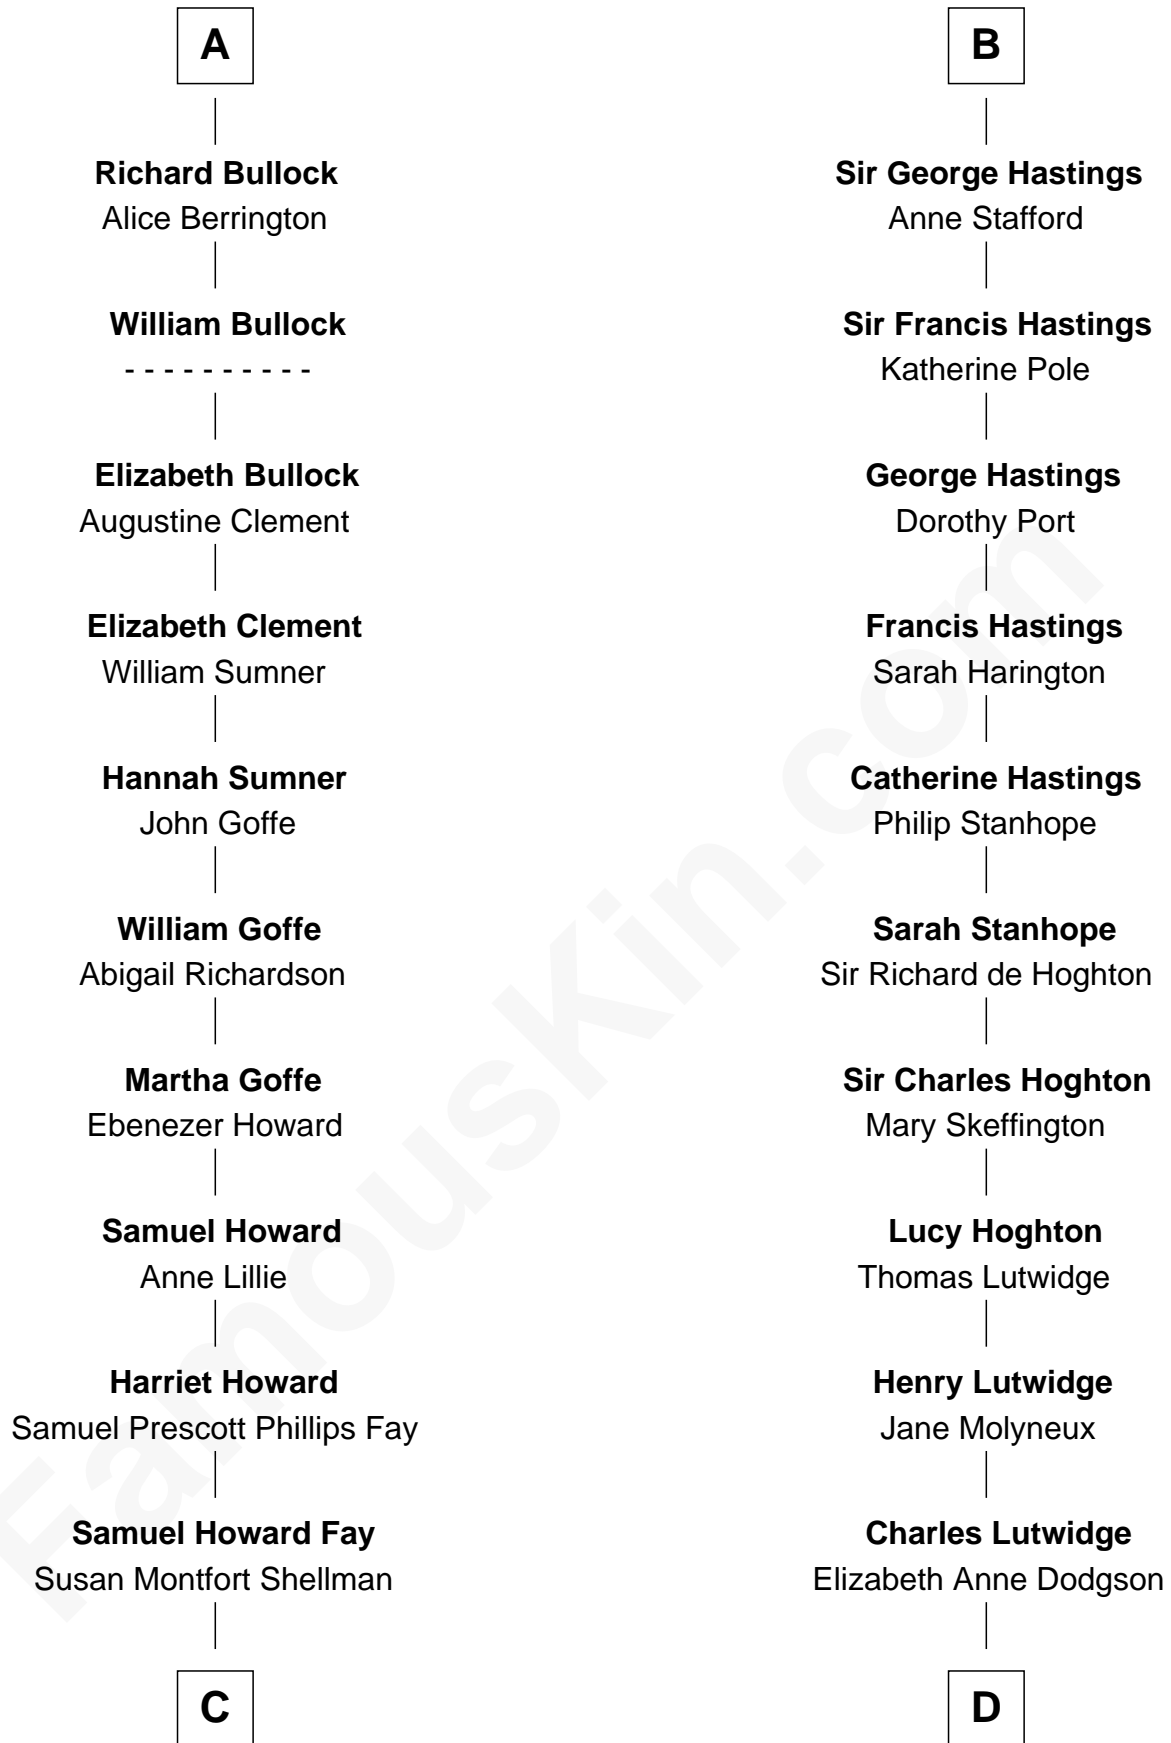 A
Richard Bullock
Alice Berrington
William Bullock
- - - - - - - - - -
Elizabeth Bullock
Augustine Clement
Elizabeth Clement
William Sumner
Hannah Sumner
John Goffe
William Goffe
Abigail Richardson
Martha Goffe
Ebenezer Howard
Samuel Howard
Anne Lillie
Harriet Howard
Samuel Prescott Phillips Fay
Samuel Howard Fay
Susan Montfort Shellman
C
B
Sir George Hastings
Anne Stafford
Sir Francis Hastings
Katherine Pole
George Hastings
Dorothy Port
Francis Hastings
Sarah Harington
Catherine Hastings
Philip Stanhope
Sarah Stanhope
Sir Richard de Hoghton
Sir Charles Hoghton
Mary Skeffington
Lucy Hoghton
Thomas Lutwidge
Henry Lutwidge
Jane Molyneux
Charles Lutwidge
Elizabeth Anne Dodgson
D
FamousKin.com